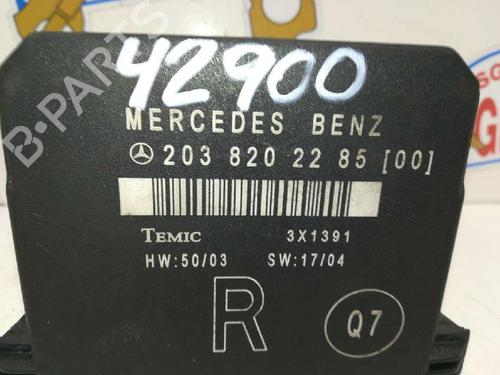 42900
MERCEDES BENZ
203 820 22 85 [00]
TEMIC 3X1391
HW:50/03 SW:17/04
R Q7
B-PARTS